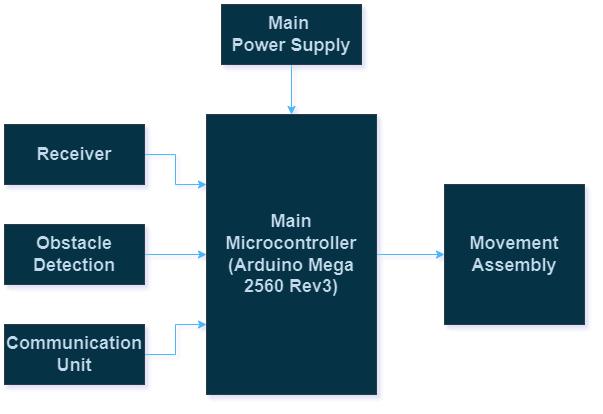 Main
Power Supply
Receiver
Obstacle
Detection
Communication
Unit
Main
Microcontroller
(Arduino Mega
2560 Rev3)
Movement
Assembly